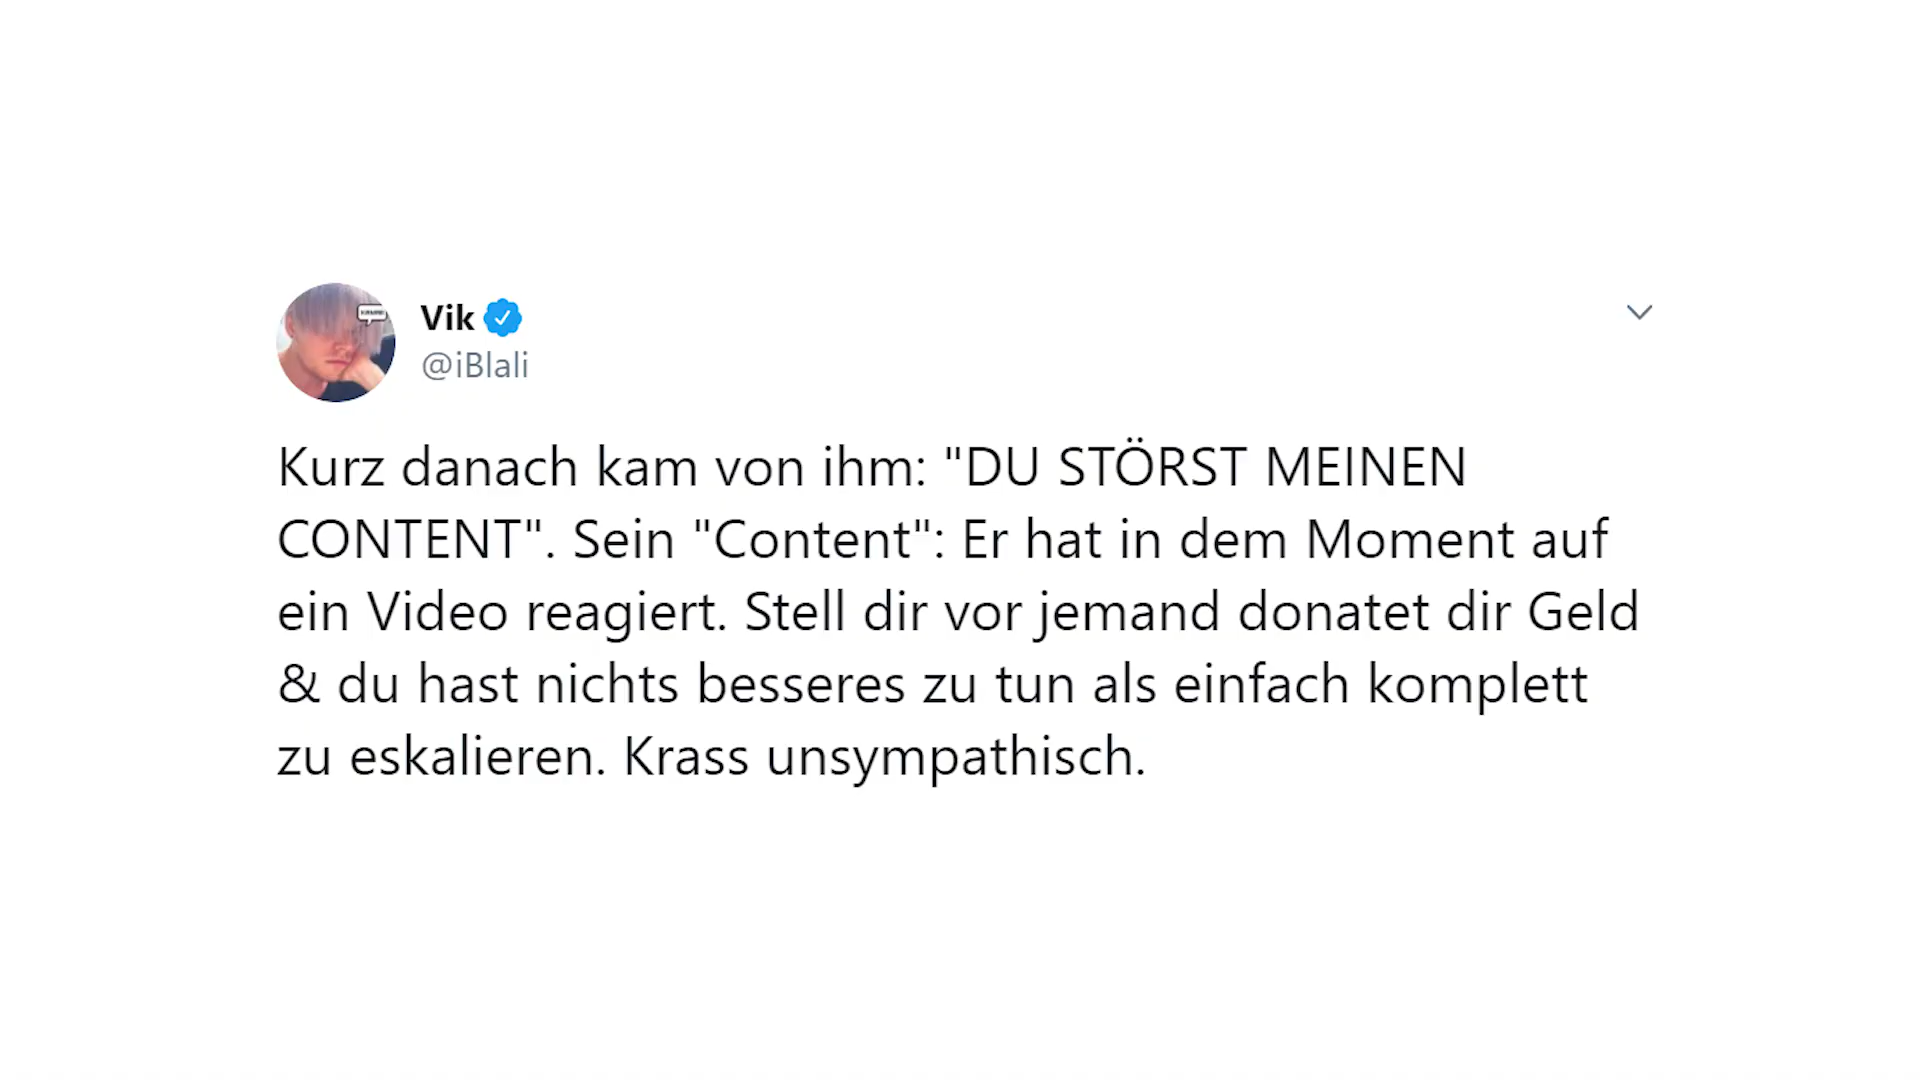 Vik
@iBlali
Kurz danach kam von ihm: "DU STÖRST MEINEN
CONTENT". Sein "Content": Er hat in dem Moment auf
ein Video reagiert. Stell dir vor jemand donatet dir Geld
& du hast nichts besseres zu tun als einfach komplett
zu eskalieren. Krass unsympathisch.